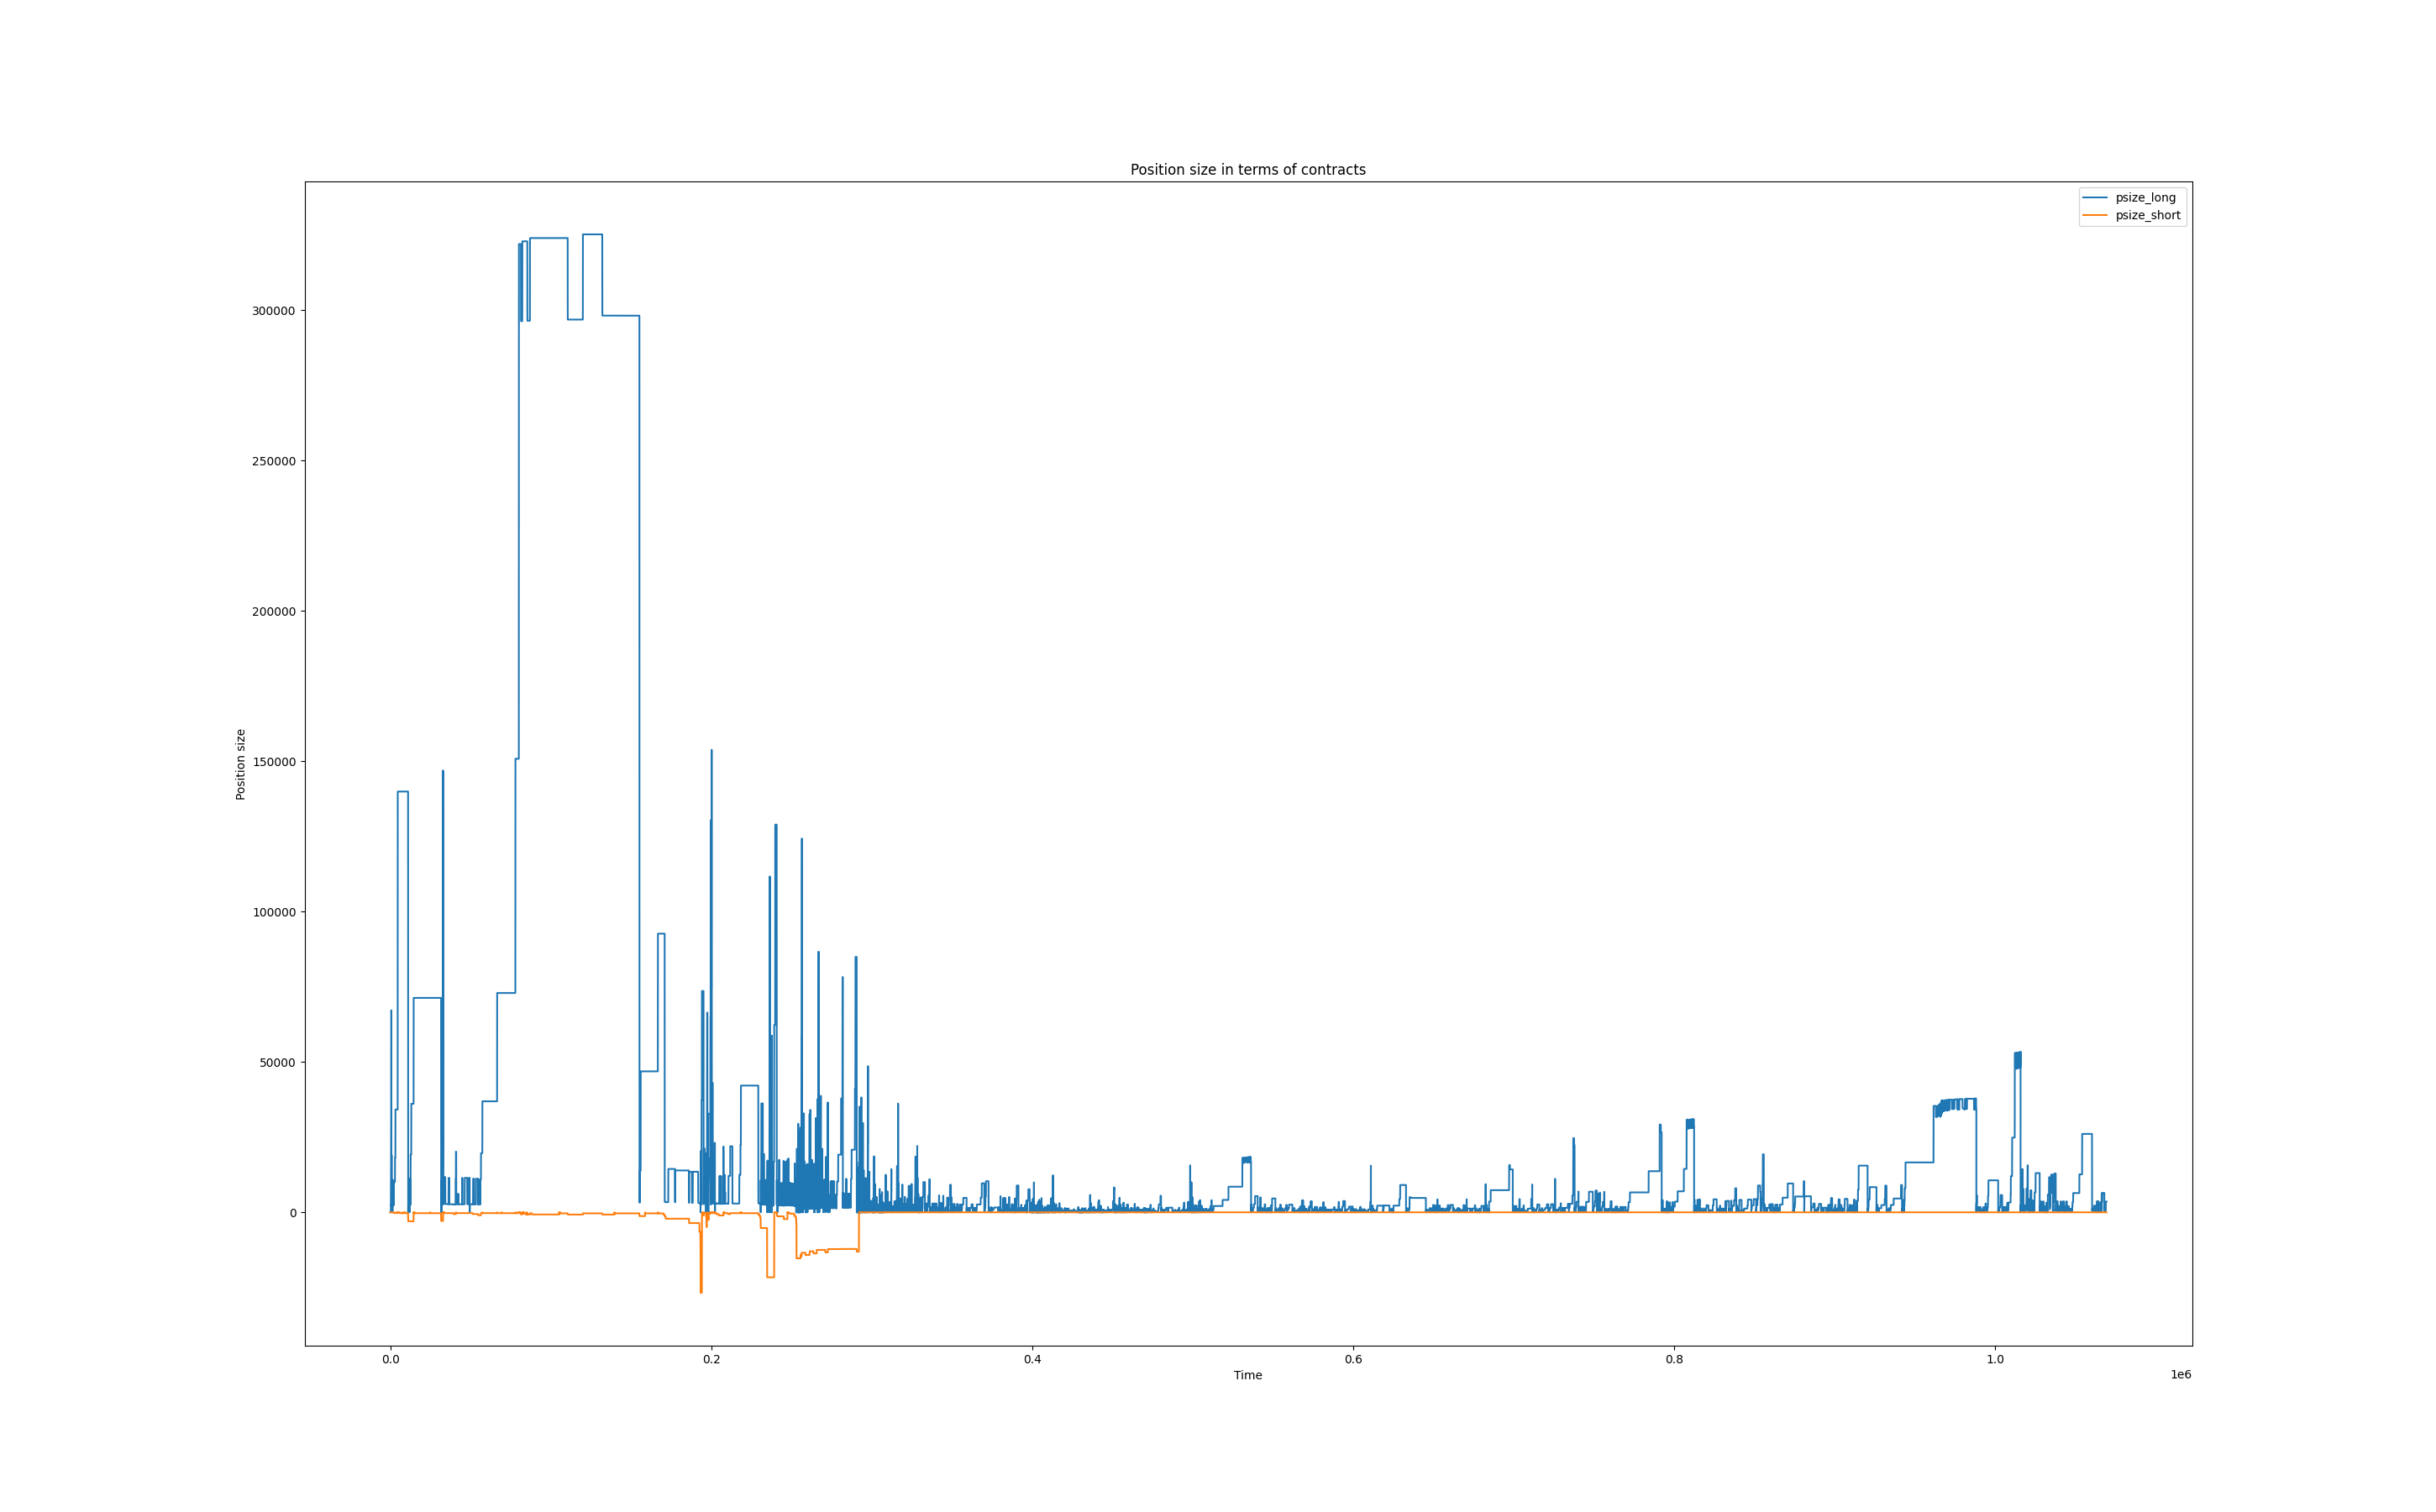 Position size in terms of contracts
psize_long
psize_short
300000
250000
200000
150000
100000
50000
0
Position size
0.0 0.2 0.4 0.6 0.8 1.0
Time
1e6